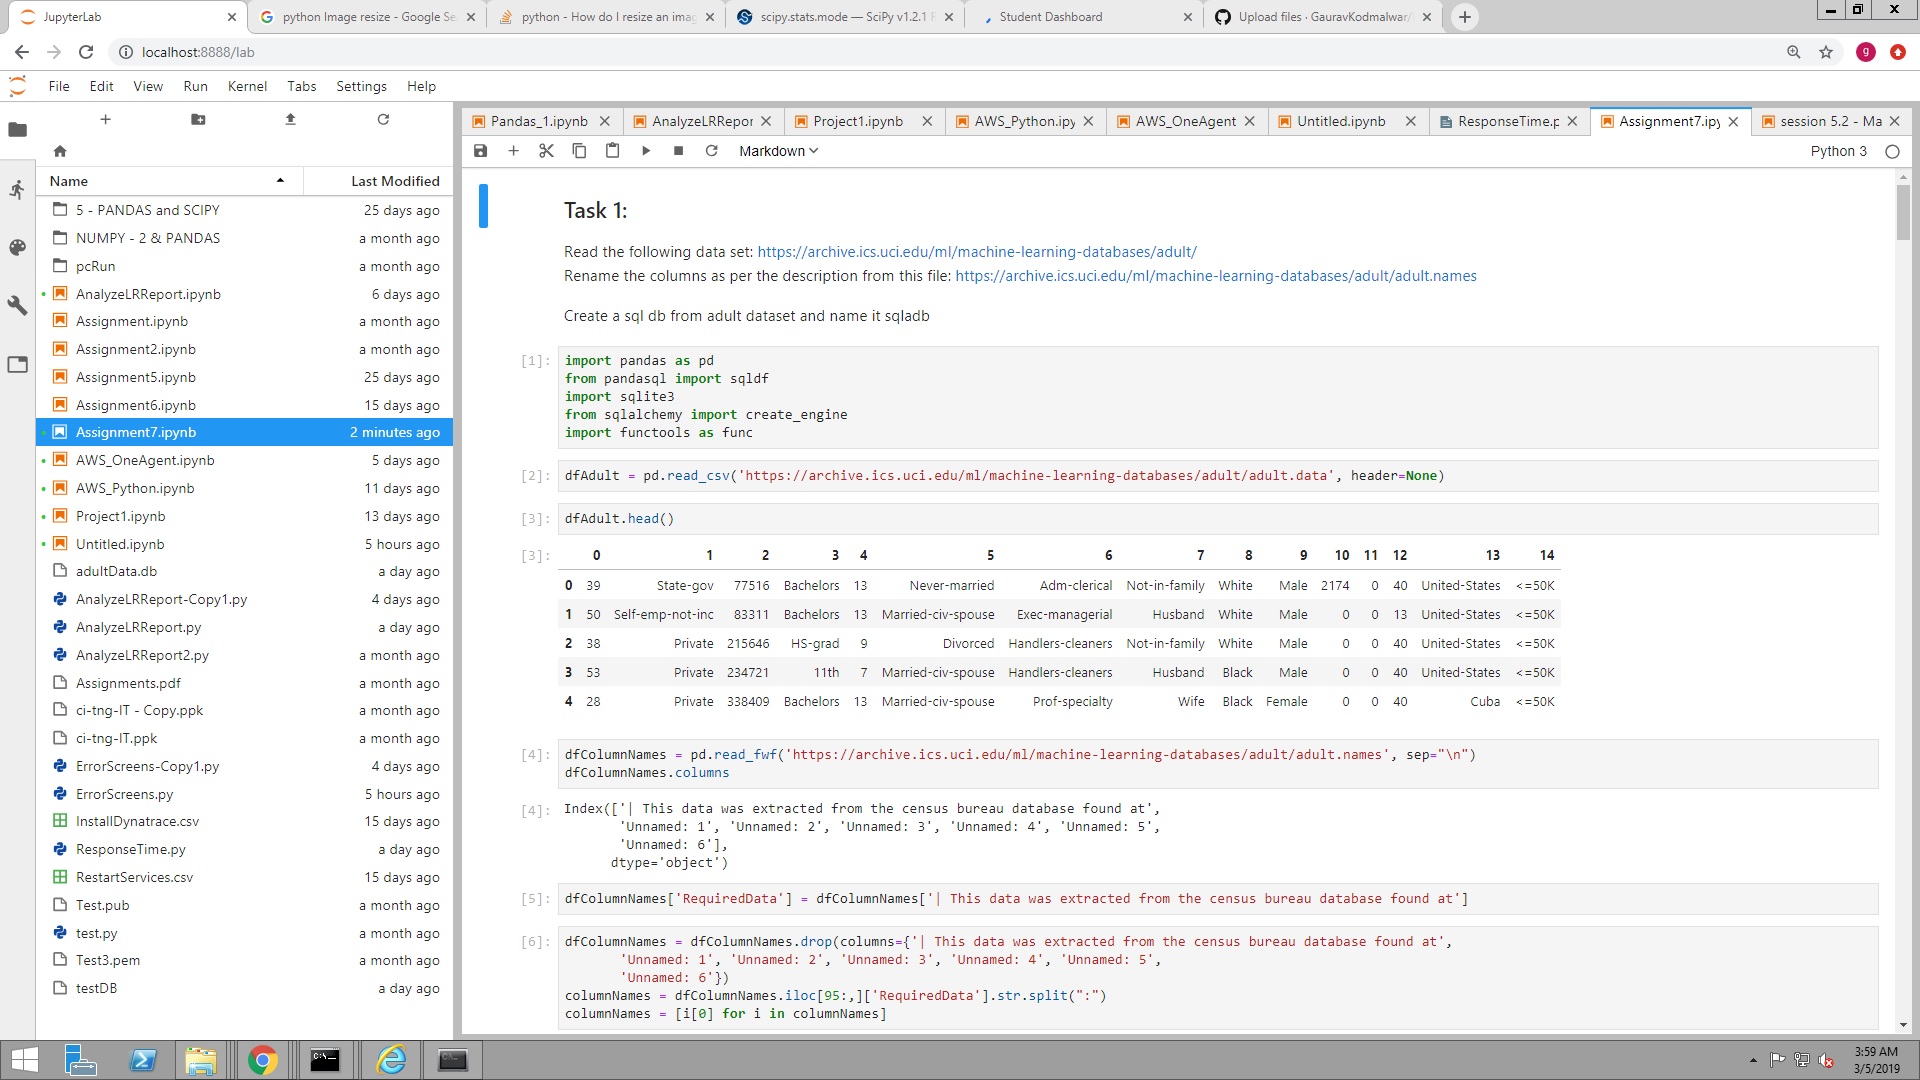 JupyterLab
python Image resize - Google Se
python - How do I resize an imag
scipy.stats.mode — SciPy v1.2.1 R
Student Dashboard
Upload files · GauravKodmalwar/
localhost:8888/lab
g
File Edit View Run Kernel Tabs Settings Help
Pandas_1.ipynb
AnalyzeLRRepor
Project1.ipynb
AWS_Python.ipy
AWS_OneAgent
Untitled.ipynb
ResponseTime.p
Assignment7.ipy
session 5.2 - Ma
Markdown
Python 3
Name Last Modified
5 - PANDAS and SCIPY 25 days ago
NUMPY - 2 & PANDAS a month ago
pcRun a month ago
AnalyzeLRReport.ipynb 6 days ago
Assignment.ipynb a month ago
Assignment2.ipynb a month ago
Assignment5.ipynb 25 days ago
Assignment6.ipynb 15 days ago
Assignment7.ipynb 2 minutes ago
AWS_OneAgent.ipynb 5 days ago
AWS_Python.ipynb 11 days ago
Project1.ipynb 13 days ago
Untitled.ipynb 5 hours ago
adultData.db a day ago
AnalyzeLRReport-Copy1.py 4 days ago
AnalyzeLRReport.py a day ago
AnalyzeLRReport2.py a month ago
Assignments.pdf a month ago
ci-tng-IT - Copy.ppk a month ago
ci-tng-IT.ppk a month ago
ErrorScreens-Copy1.py 4 days ago
ErrorScreens.py 5 hours ago
InstallDynatrace.csv 15 days ago
ResponseTime.py a day ago
RestartServices.csv 15 days ago
Test.pub a month ago
test.py a month ago
Test3.pem a month ago
testDB a day ago
Task 1:
Read the following data set: https://archive.ics.uci.edu/ml/machine-learning-databases/adult/
Rename the columns as per the description from this file: https://archive.ics.uci.edu/ml/machine-learning-databases/adult/adult.names
Create a sql db from adult dataset and name it sqladb
[1]: import pandas as pd
from pandasql import sqldf
import sqlite3
from sqlalchemy import create_engine
import functools as func
[2]: dfAdult = pd.read_csv('https://archive.ics.uci.edu/ml/machine-learning-databases/adult/adult.data', header=None)
[3]: dfAdult.head()
[3]: 0 1 2 3 4 5 6 7 8 9 10 11 12 13 14
0 39 State-gov 77516 Bachelors 13 Never-married Adm-clerical Not-in-family White Male 2174 0 40 United-States <=50K
1 50 Self-emp-not-inc 83311 Bachelors 13 Married-civ-spouse Exec-managerial Husband White Male 0 0 13 United-States <=50K
2 38 Private 215646 HS-grad 9 Divorced Handlers-cleaners Not-in-family White Male 0 0 40 United-States <=50K
3 53 Private 234721 11th 7 Married-civ-spouse Handlers-cleaners Husband Black Male 0 0 40 United-States <=50K
4 28 Private 338409 Bachelors 13 Married-civ-spouse Prof-specialty Wife Black Female 0 0 40 Cuba <=50K
[4]: dfColumnNames = pd.read_fwf('https://archive.ics.uci.edu/ml/machine-learning-databases/adult/adult.names', sep="\n")
dfColumnNames.columns
[4]: Index(['| This data was extracted from the census bureau database found at',
'Unnamed: 1', 'Unnamed: 2', 'Unnamed: 3', 'Unnamed: 4', 'Unnamed: 5',
'Unnamed: 6'],
dtype='object')
[5]: dfColumnNames['RequiredData'] = dfColumnNames['| This data was extracted from the census bureau database found at']
[6]: dfColumnNames = dfColumnNames.drop(columns={'| This data was extracted from the census bureau database found at',
'Unnamed: 1', 'Unnamed: 2', 'Unnamed: 3', 'Unnamed: 4', 'Unnamed: 5',
'Unnamed: 6'})
columnNames = dfColumnNames.iloc[95:,]['RequiredData'].str.split(":")
columnNames = [i[0] for i in columnNames]
3:59 AM
3/5/2019